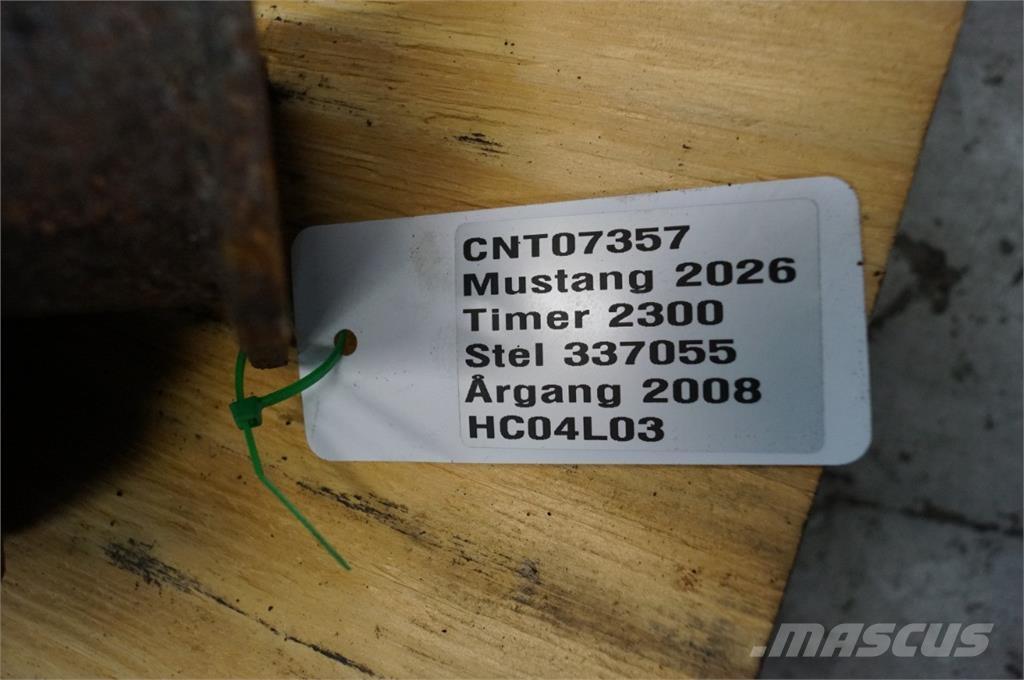 CNT07357
Mustang 2026
Timer 2300
Stel 337055
Årgang 2008
HC04L03
.MASCUS